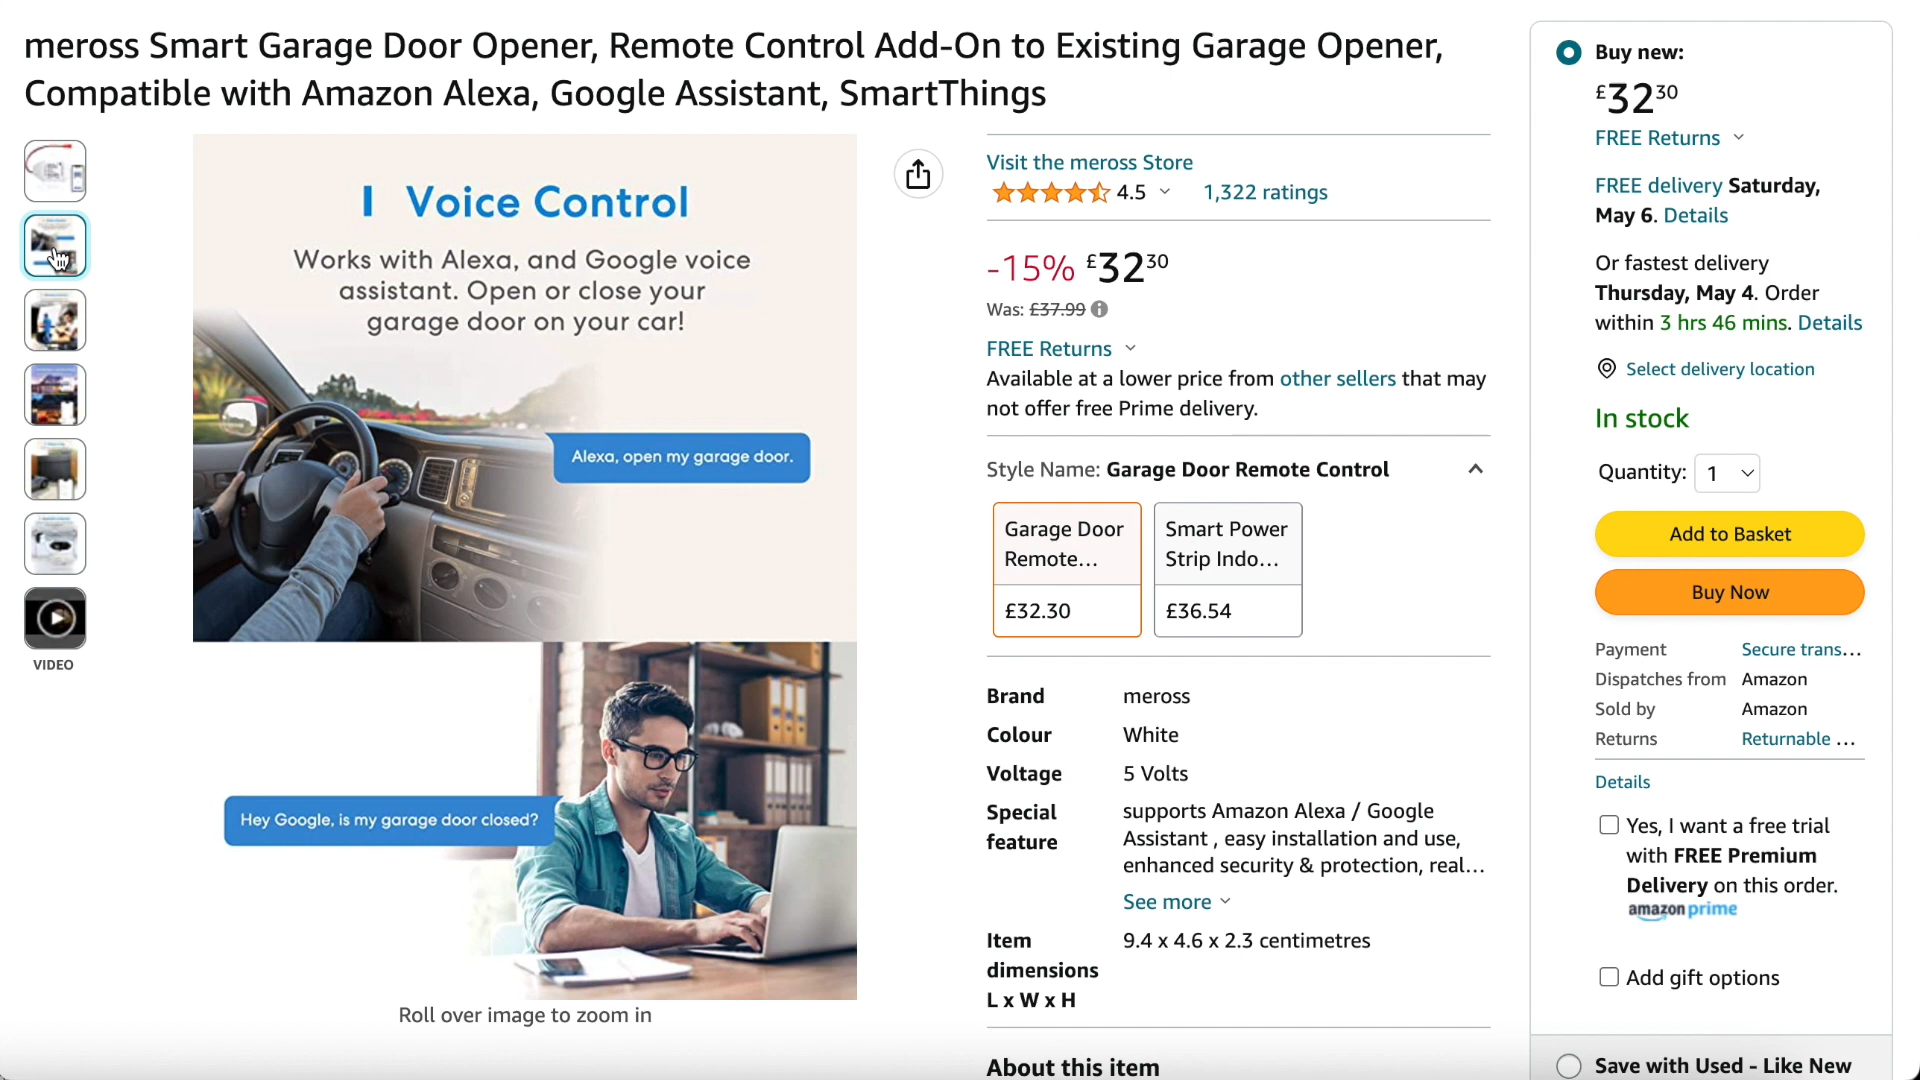 meross Smart Garage Door Opener, Remote Control Add-On to Existing Garage Opener,
Compatible with Amazon Alexa, Google Assistant, SmartThings
VIDEO
Voice Control
Works with Alexa, and Google voice
assistant. Open or close your
garage door on your car!
Alexa, open my garage door.
Hey Google, is my garage door closed?
Roll over image to zoom in
Visit the meross Store
4.5 1,322 ratings
-15% £3230
Was: £37.99
FREE Returns
Available at a lower price from other sellers that may
not offer free Prime delivery.
Style Name: Garage Door Remote Control
Garage Door
Remote...
£32.30
Smart Power
Strip Indo...
£36.54
Brand meross
Colour White
Voltage 5 Volts
Special
feature
supports Amazon Alexa / Google
Assistant , easy installation and use,
enhanced security & protection, real...
See more
Item
dimensions
L x W x H
9.4 x 4.6 x 2.3 centimetres
About this item
Buy new:
£3230
FREE Returns
FREE delivery Saturday,
May 6. Details
Or fastest delivery
Thursday, May 4. Order
within 3 hrs 46 mins. Details
Select delivery location
In stock
Quantity: 1
Add to Basket
Buy Now
Payment Secure trans...
Dispatches from Amazon
Sold by Amazon
Returns Returnable ...
Details
Yes, I want a free trial
with FREE Premium
Delivery on this order.
amazon prime
Add gift options
Save with Used - Like New